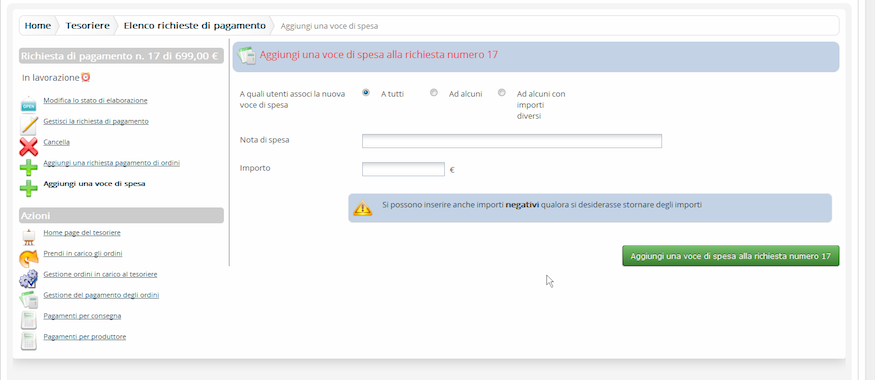 Home Tesoriere Elenco richieste di pagamento Aggiungi una voce di spesa
Richiesta di pagamento n. 17 di 699,00 €
In lavorazione
OPEN
Modifica lo stato di elaborazione
Gestisci la richiesta di pagamento
Cancella
Aggiungi una richiesta pagamento di ordini
Aggiungi una voce di spesa
Azioni
Home page del tesoriere
Prendi in carico gli ordini
Gestione ordini in carico al tesoriere
Gestione del pagamento degli ordini
Pagamenti per consegna
Pagamenti per produttore
Aggiungi una voce di spesa alla richiesta numero 17
A quali utenti associ la nuova
voce di spesa
A tutti
Ad alcuni
Ad alcuni con
importi
diversi
Nota di spesa
Importo
€
Si possono inserire anche importi negativi qualora si desiderasse stornare degli importi
Aggiungi una voce di spesa alla richiesta numero 17